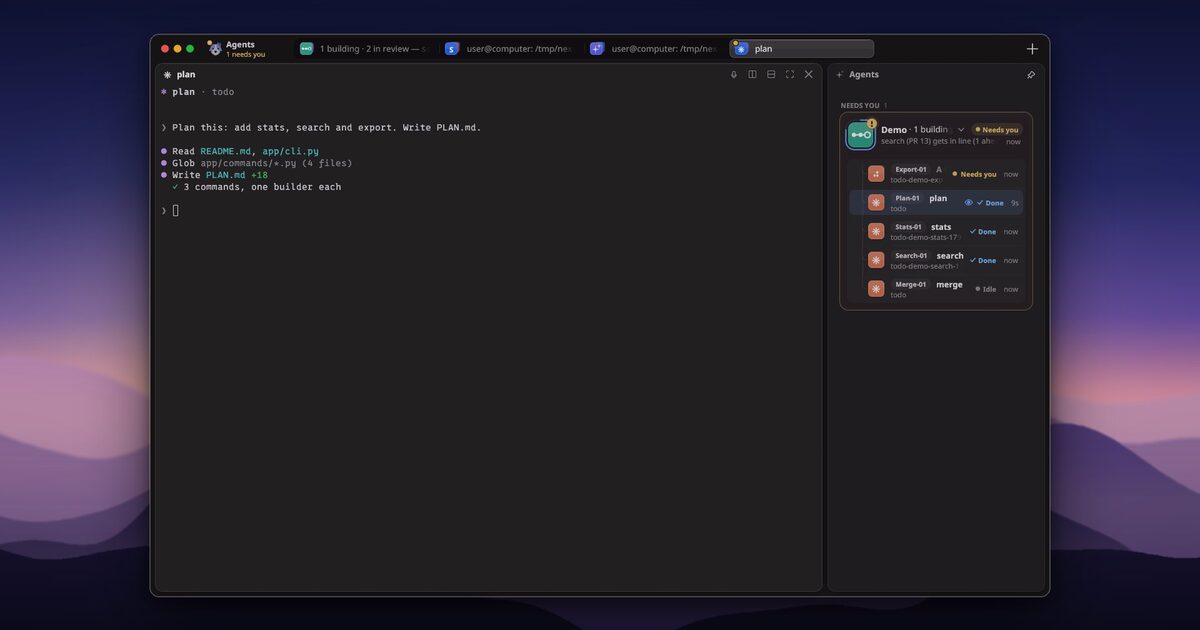 Agents
1 needs you
1 building · 2 in review —
user@computer: /tmp/
user@computer: /tmp/
plan
plan
plan · todo
❯ Plan this: add stats, search and export. Write PLAN.md.
Read README.md, app/cli.py
Glob app/commands/*.py (4 files)
Write PLAN.md +18
✓ 3 commands, one builder each
❯
Agents
NEEDS YOU 1
Demo · 1 buildin
Needs you
search (PR 13) gets in line (1 ahe
now
Export-01 A
Needs you now
todo-demo-exp
Plan-01 plan
✓ Done 9s
todo
Stats-01 stats
✓ Done now
todo-demo-stats-17
Search-01 search
✓ Done now
todo-demo-search-
Merge-01 merge
Idle now
todo